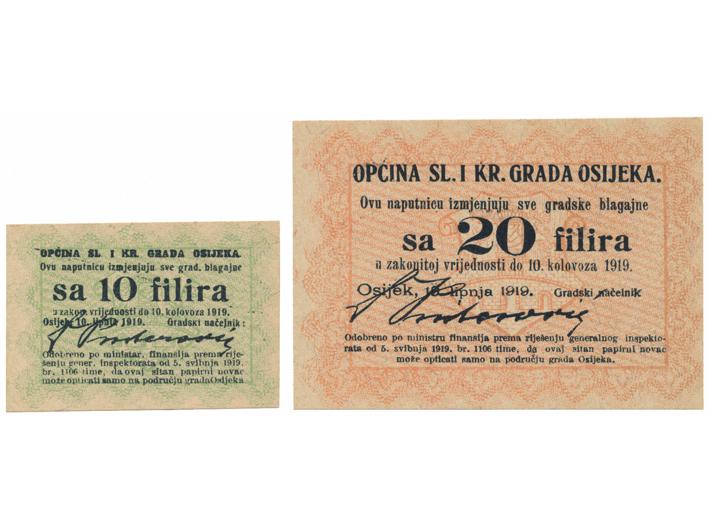 OPĆINA SL. I KR. GRADA OSIJEKA.
Ovu naputnicu izmjenjuju sve grad. blagajne
sa 10 filira
u zakon. vrijednosti do 10. kolovoza 1919.
Osijek, 10. lipnja 1919. Gradski načelnik :
Odobreno po ministar. finansija prema rije-
šenju gener. inspektorata od 5. svibnja 1919.
br. 1106 time, da ovaj sitan papirni novac
može opticati samo na području grada Osijeka
OPĆINA SL. I KR. GRADA OSIJEKA.
Ovu naputnicu izmjenjuju sve gradske blagajne
sa 20 filira
u zakonitoj vrijednosti do 10. kolovoza 1919.
Osijek, lipnja 1919. Gradski načelnik
Odobreno po ministru finansija prema riješenju generalnog inspekto-
rata od 5. svibnja 1919. br. 1106 time, da ovaj sitan papirni novac
može opticati samo na području grada Osijeka.